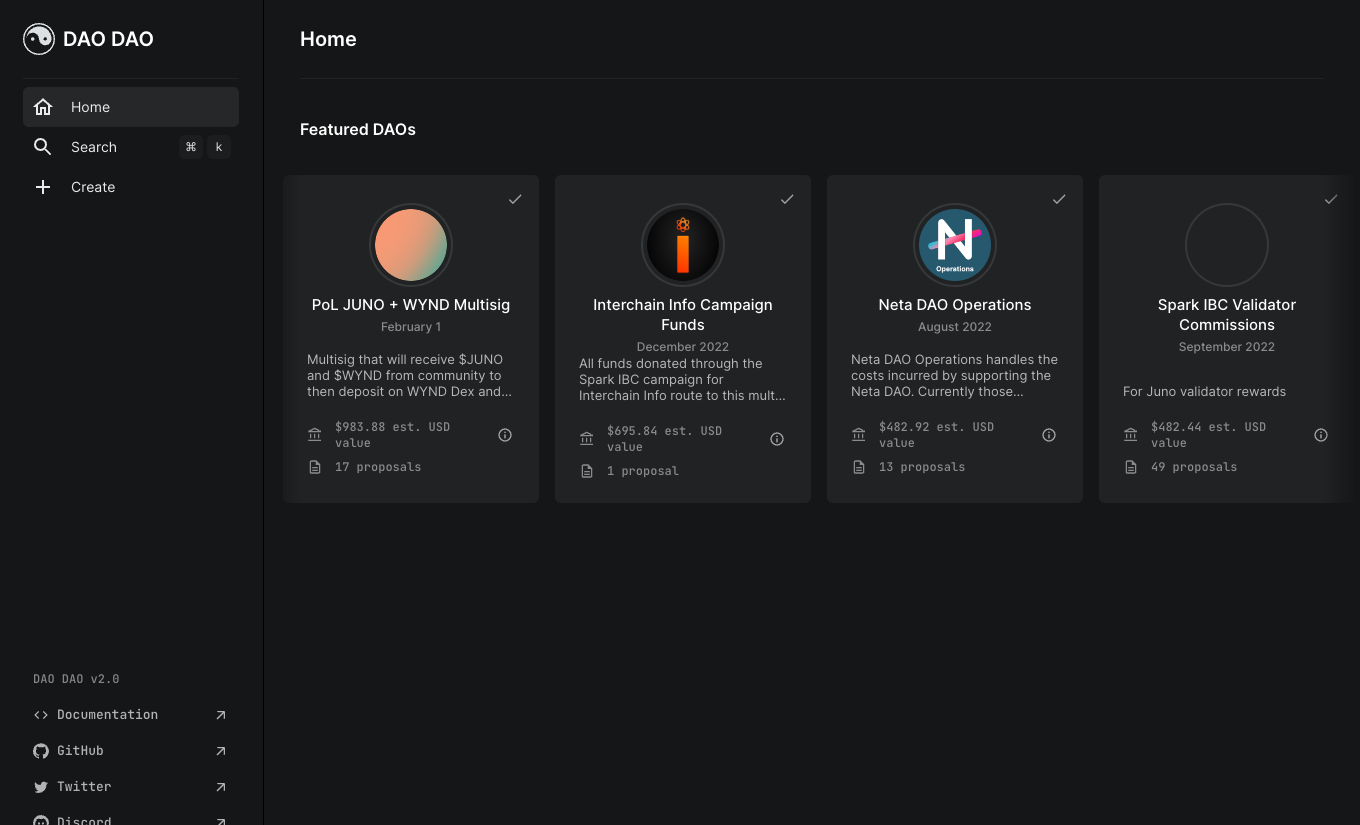 DAO DAO
Home
Search ⌘ k
Create
DAO DAO v2.0
Documentation
GitHub
Twitter
Discord
Home
Featured DAOs
PoL JUNO + WYND Multisig
February 1
Multisig that will receive $JUNO
and $WYND from community to
then deposit on WYND Dex and...
$983.88 est. USD
value
17 proposals
Interchain Info Campaign
Funds
December 2022
All funds donated through the
Spark IBC campaign for
Interchain Info route to this mult...
$695.84 est. USD
value
1 proposal
N
Operations
Neta DAO Operations
August 2022
Neta DAO Operations handles the
costs incurred by supporting the
Neta DAO. Currently those...
$482.92 est. USD
value
13 proposals
Spark IBC Validator
Commissions
September 2022
For Juno validator rewards
$482.44 est. USD
value
49 proposals